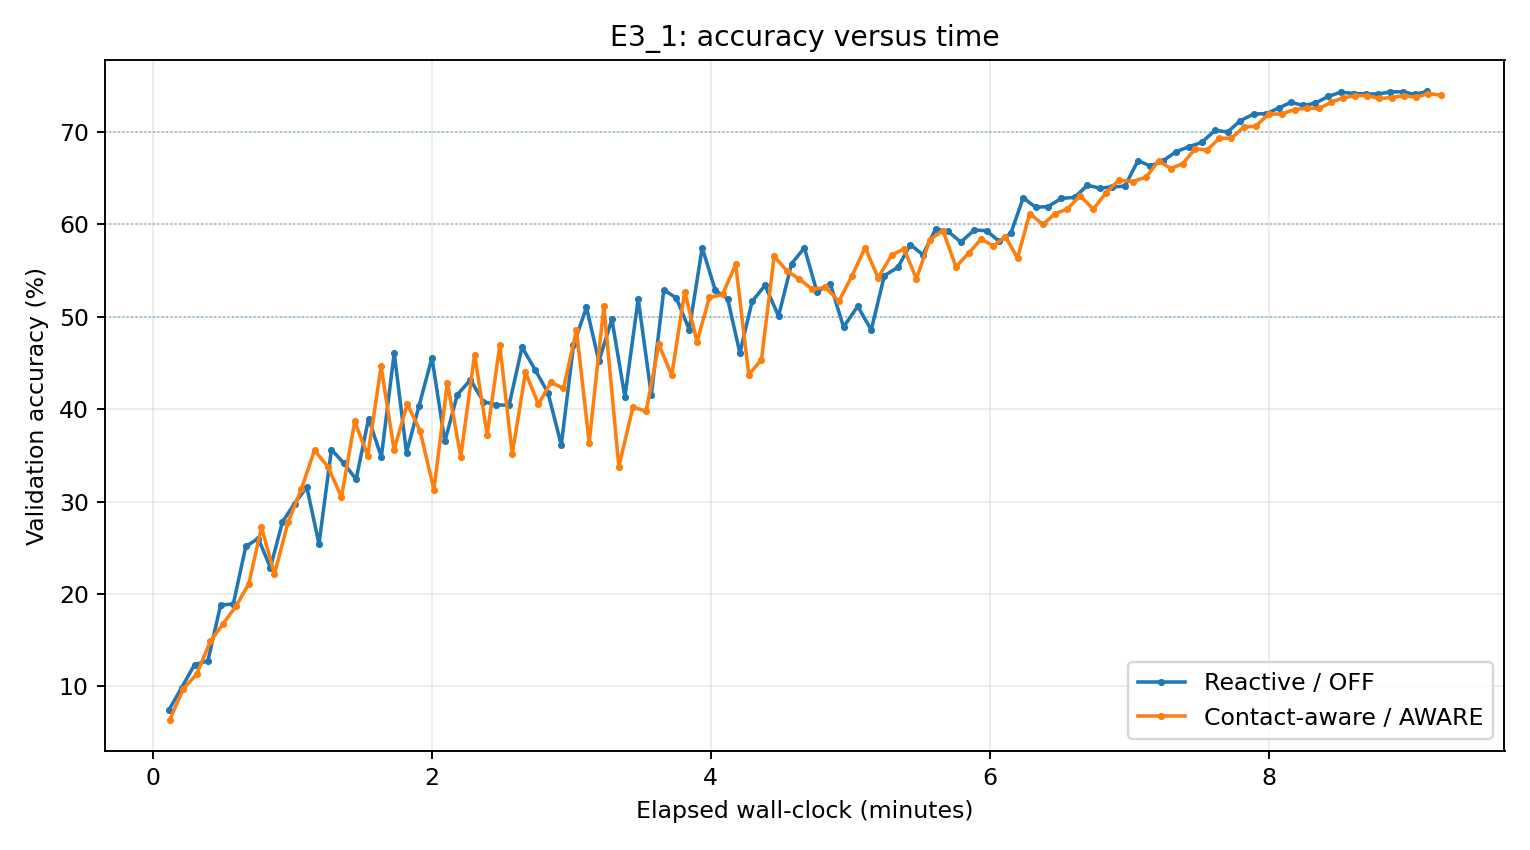 E3_1: accuracy versus time
Validation accuracy (%)
70
60
50
40
30
20
10
0 2 4 6 8
Elapsed wall-clock (minutes)
Reactive / OFF
Contact-aware / AWARE